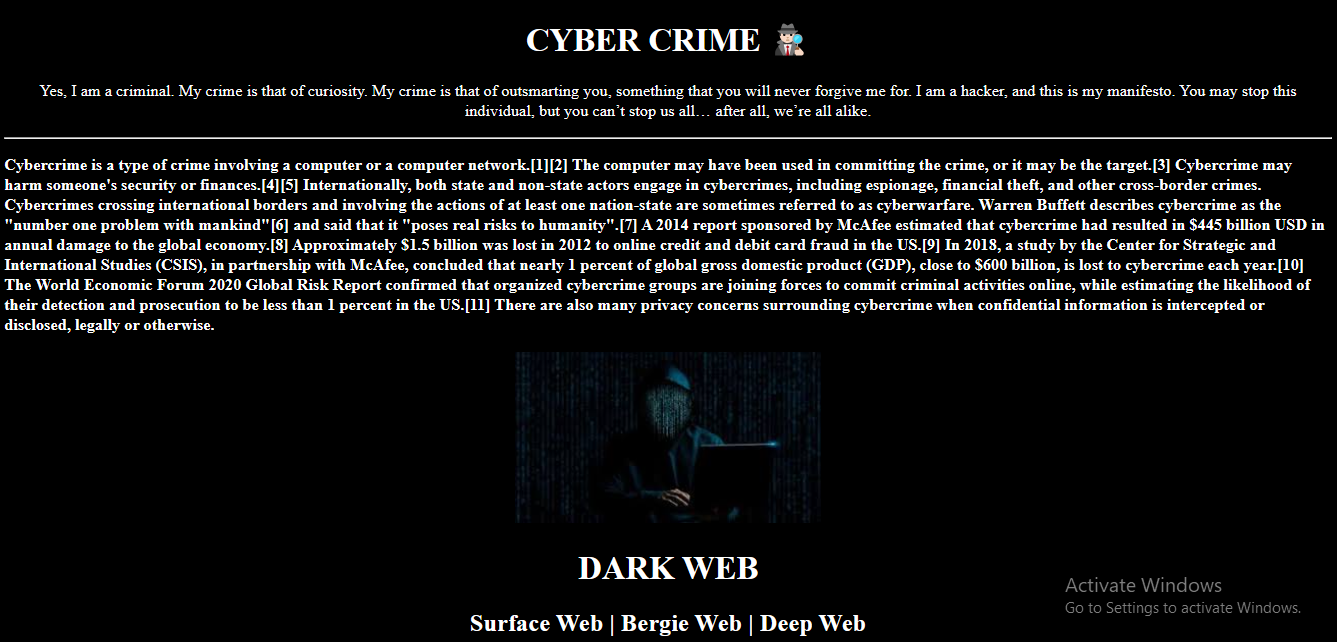 CYBER CRIME 🕵️
Yes, I am a criminal. My crime is that of curiosity. My crime is that of outsmarting you, something that you will never forgive me for. I am a hacker, and this is my manifesto. You may stop this
individual, but you can’t stop us all… after all, we’re all alike.
Cybercrime is a type of crime involving a computer or a computer network.[1][2] The computer may have been used in committing the crime, or it may be the target.[3] Cybercrime may
harm someone's security or finances.[4][5] Internationally, both state and non-state actors engage in cybercrimes, including espionage, financial theft, and other cross-border crimes.
Cybercrimes crossing international borders and involving the actions of at least one nation-state are sometimes referred to as cyberwarfare. Warren Buffett describes cybercrime as the
"number one problem with mankind"[6] and said that it "poses real risks to humanity".[7] A 2014 report sponsored by McAfee estimated that cybercrime had resulted in $445 billion USD in
annual damage to the global economy.[8] Approximately $1.5 billion was lost in 2012 to online credit and debit card fraud in the US.[9] In 2018, a study by the Center for Strategic and
International Studies (CSIS), in partnership with McAfee, concluded that nearly 1 percent of global gross domestic product (GDP), close to $600 billion, is lost to cybercrime each year.[10]
The World Economic Forum 2020 Global Risk Report confirmed that organized cybercrime groups are joining forces to commit criminal activities online, while estimating the likelihood of
their detection and prosecution to be less than 1 percent in the US.[11] There are also many privacy concerns surrounding cybercrime when confidential information is intercepted or
disclosed, legally or otherwise.
DARK WEB
Activate Windows
Go to Settings to activate Windows.
Surface Web | Bergie Web | Deep Web